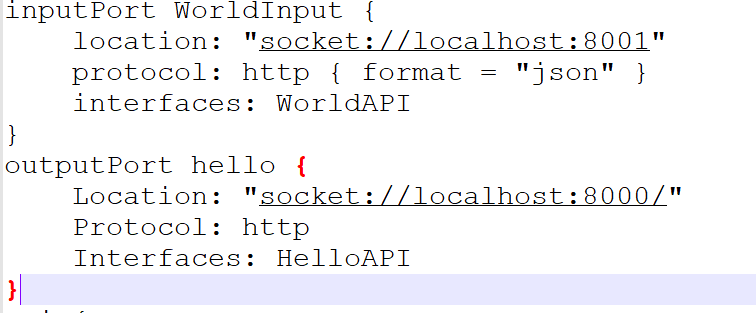 inputPort WorldInput {
    location: "socket://localhost:8001"
    protocol: http { format = "json" }
    interfaces: WorldAPI
}
outputPort hello {
    Location: "socket://localhost:8000/"
    Protocol: http
    Interfaces: HelloAPI
}